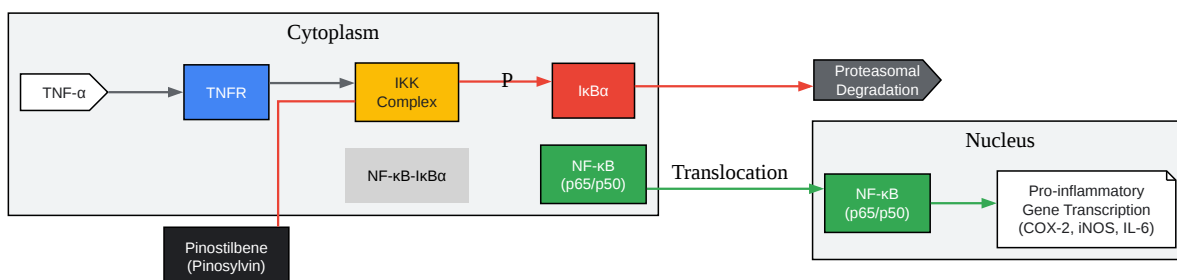 Cytoplasm
TNF-α
TNFR
IKK
Complex
P
IκBα
Proteasomal
Degradation
NF-κB-IκBα
NF-κB
(p65/p50)
Translocation
Nucleus
NF-κB
(p65/p50)
Pro-inflammatory
Gene Transcription
(COX-2, iNOS, IL-6)
Pinostilbene
(Pinosylvin)